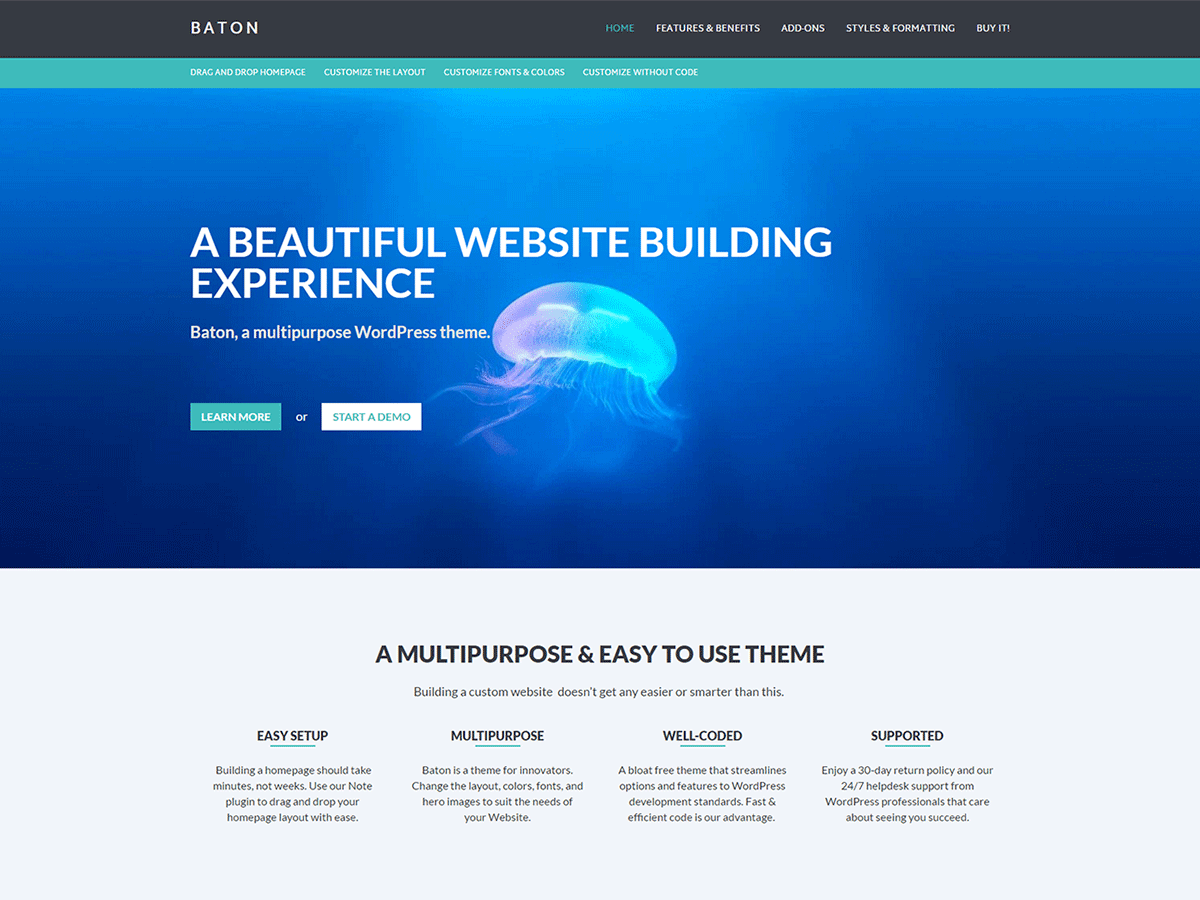 BATON
HOME FEATURES & BENEFITS ADD-ONS STYLES & FORMATTING BUY IT!
DRAG AND DROP HOMEPAGE CUSTOMIZE THE LAYOUT CUSTOMIZE FONTS & COLORS CUSTOMIZE WITHOUT CODE
A BEAUTIFUL WEBSITE BUILDING
EXPERIENCE
Baton, a multipurpose WordPress theme.
LEARN MORE or START A DEMO
A MULTIPURPOSE & EASY TO USE THEME
Building a custom website doesn't get any easier or smarter than this.
EASY SETUP
Building a homepage should take
minutes, not weeks. Use our Note
plugin to drag and drop your
homepage layout with ease.
MULTIPURPOSE
Baton is a theme for innovators.
Change the layout, colors, fonts, and
hero images to suit the needs of
your Website.
WELL-CODED
A bloat free theme that streamlines
options and features to WordPress
development standards. Fast &
efficient code is our advantage.
SUPPORTED
Enjoy a 30-day return policy and our
24/7 helpdesk support from
WordPress professionals that care
about seeing you succeed.